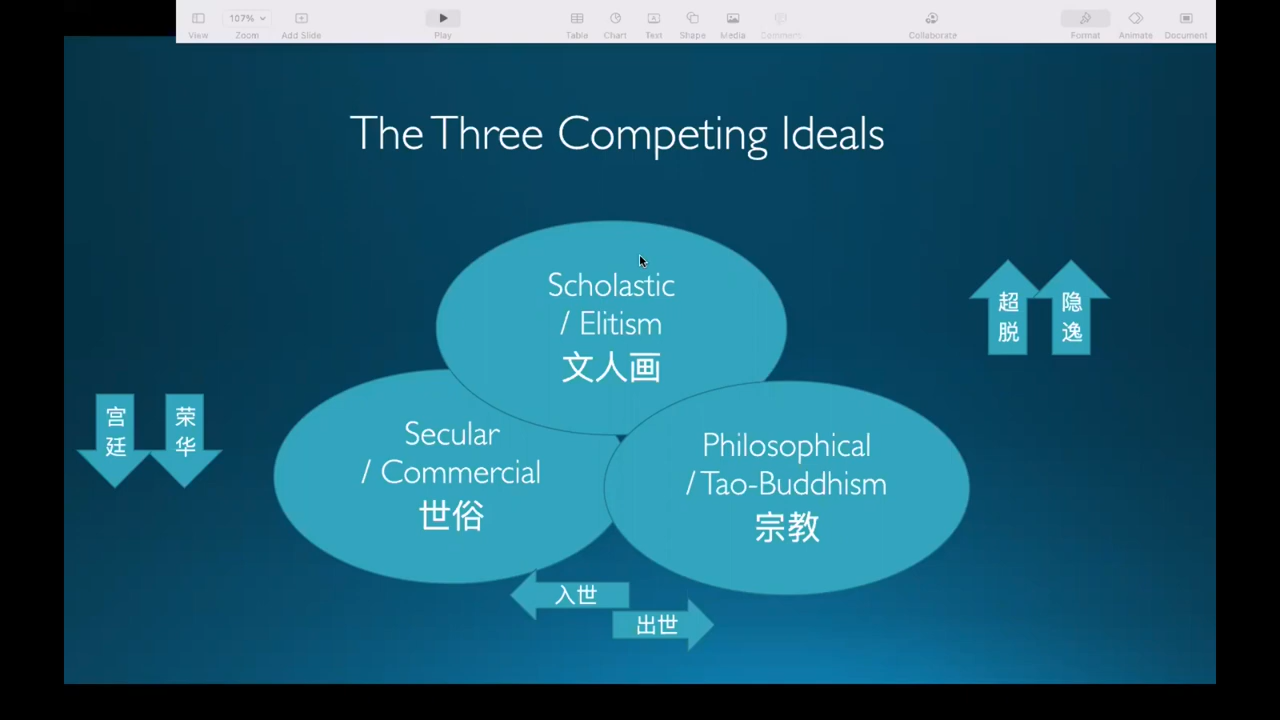 View
107%
Zoom
Add Slide
Play
Table
Chart
Text
Shape
Media
Comment
Collaborate
Format
Animate
Document
The Three Competing Ideals
Scholastic
/ Elitism
文人画
超脱
隐逸
宫廷
荣华
Secular
/ Commercial
世俗
Philosophical
/ Tao-Buddhism
宗教
入世
出世